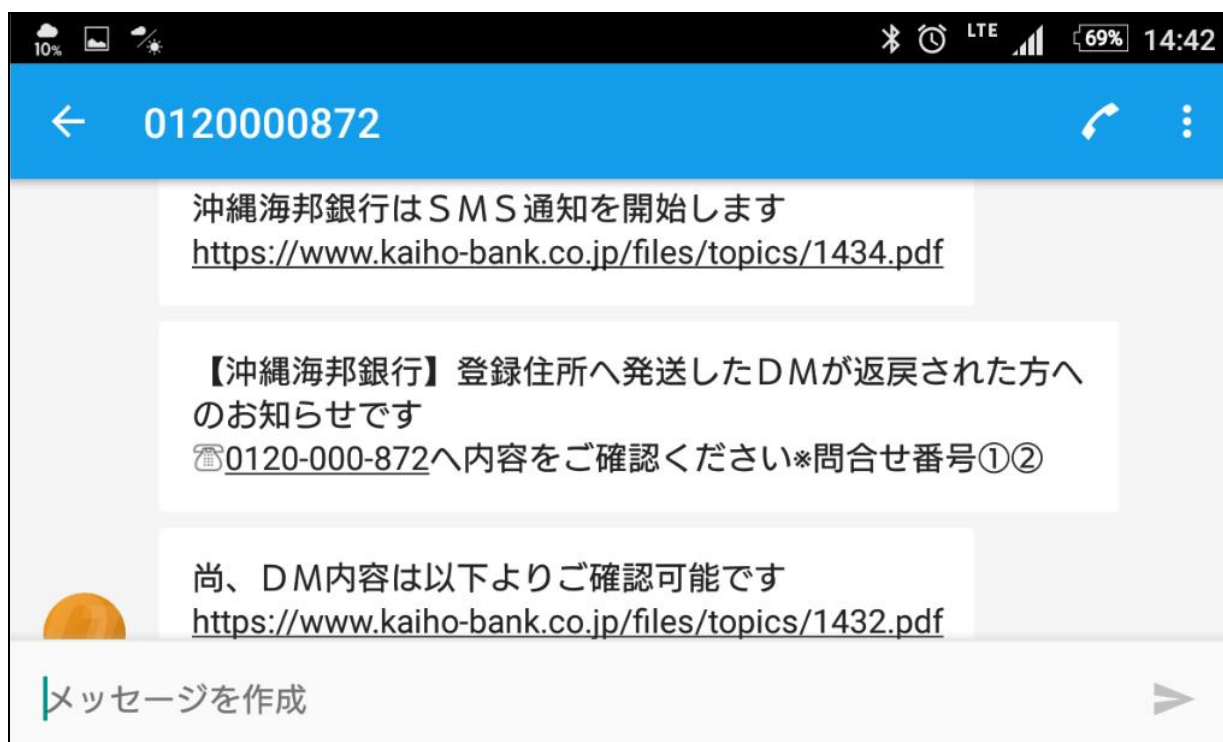 10%
LTE
69%
14:42
0120000872
沖縄海邦銀行はＳＭＳ通知を開始します
https://www.kaiho-bank.co.jp/files/topics/1434.pdf
【沖縄海邦銀行】登録住所へ発送したＤＭが返戻された方へ
のお知らせです
☏0120-000-872へ内容をご確認ください※問合せ番号①②
尚、ＤＭ内容は以下よりご確認可能です
https://www.kaiho-bank.co.jp/files/topics/1432.pdf
メッセージを作成